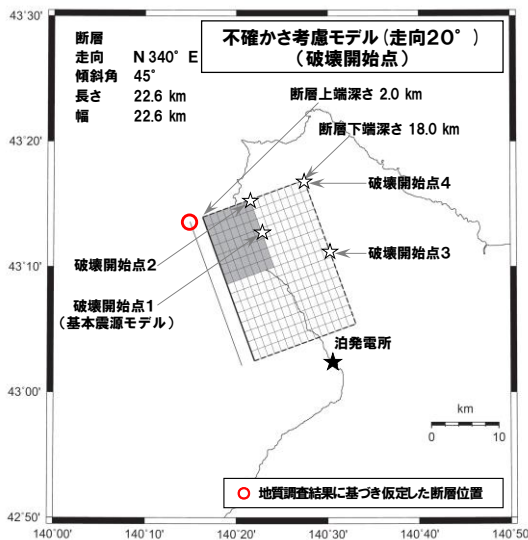 不確かさ考慮モデル(走向20°)
(破壊開始点)
断層
走向 N 340° E
傾斜角 45°
長さ 22.6 km
幅 22.6 km
断層上端深さ 2.0 km
断層下端深さ 18.0 km
破壊開始点4
破壊開始点3
破壊開始点2
破壊開始点1
(基本震源モデル)
泊発電所
km
0 10
地質調査結果に基づき仮定した断層位置
43°30'
43°20'
43°10'
43°00'
42°50'
140°00' 140°10' 140°20' 140°30' 140°40' 140°50'